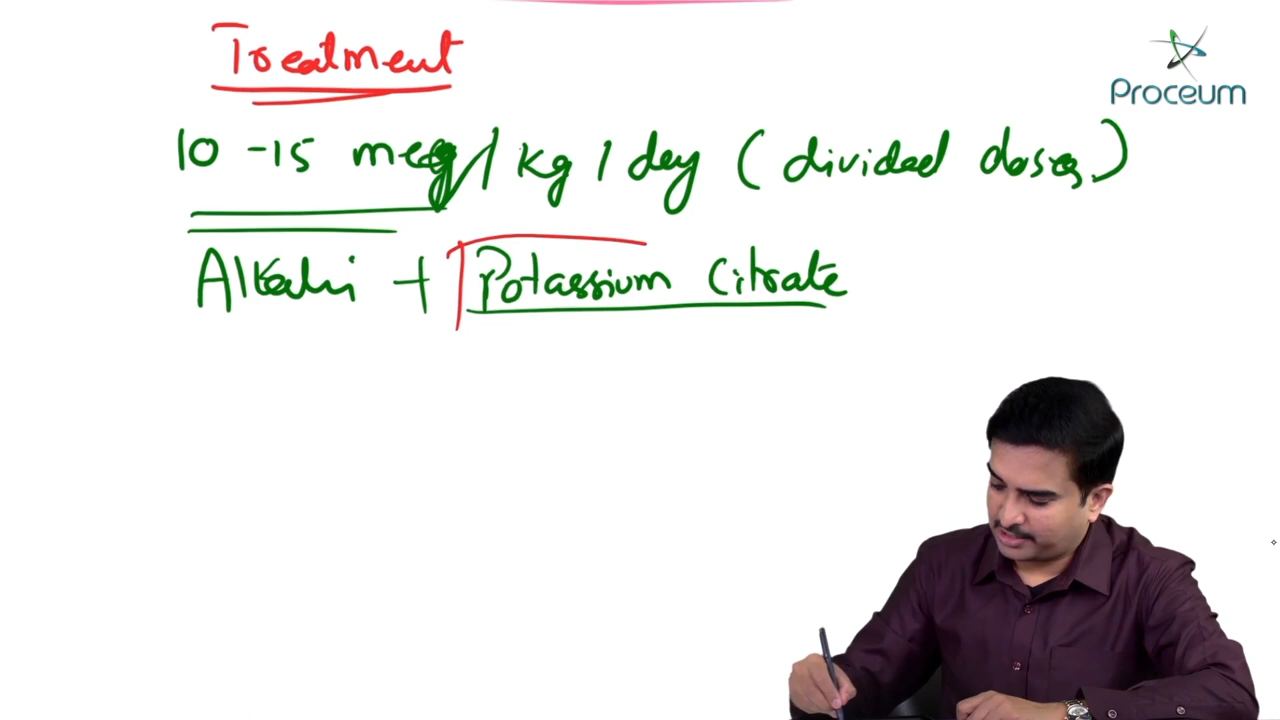 Treatment
Proceum
10-15 meq/kg/day (divided doses)
Alkali + Potassium Citrate